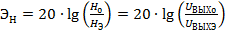 Э_Н = 20 · lg(H_0/H_Э) = 20 · lg(U_ВЫХ0/U_ВЫХЭ)